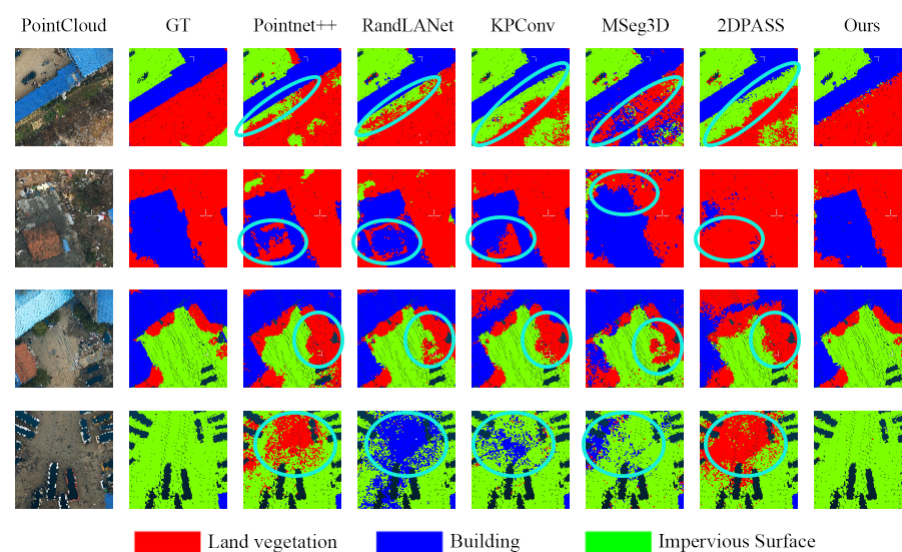 PointCloud GT Pointnet++ RandLANet KPConv MSeg3D 2DPASS Ours
Land vegetation Building Impervious Surface